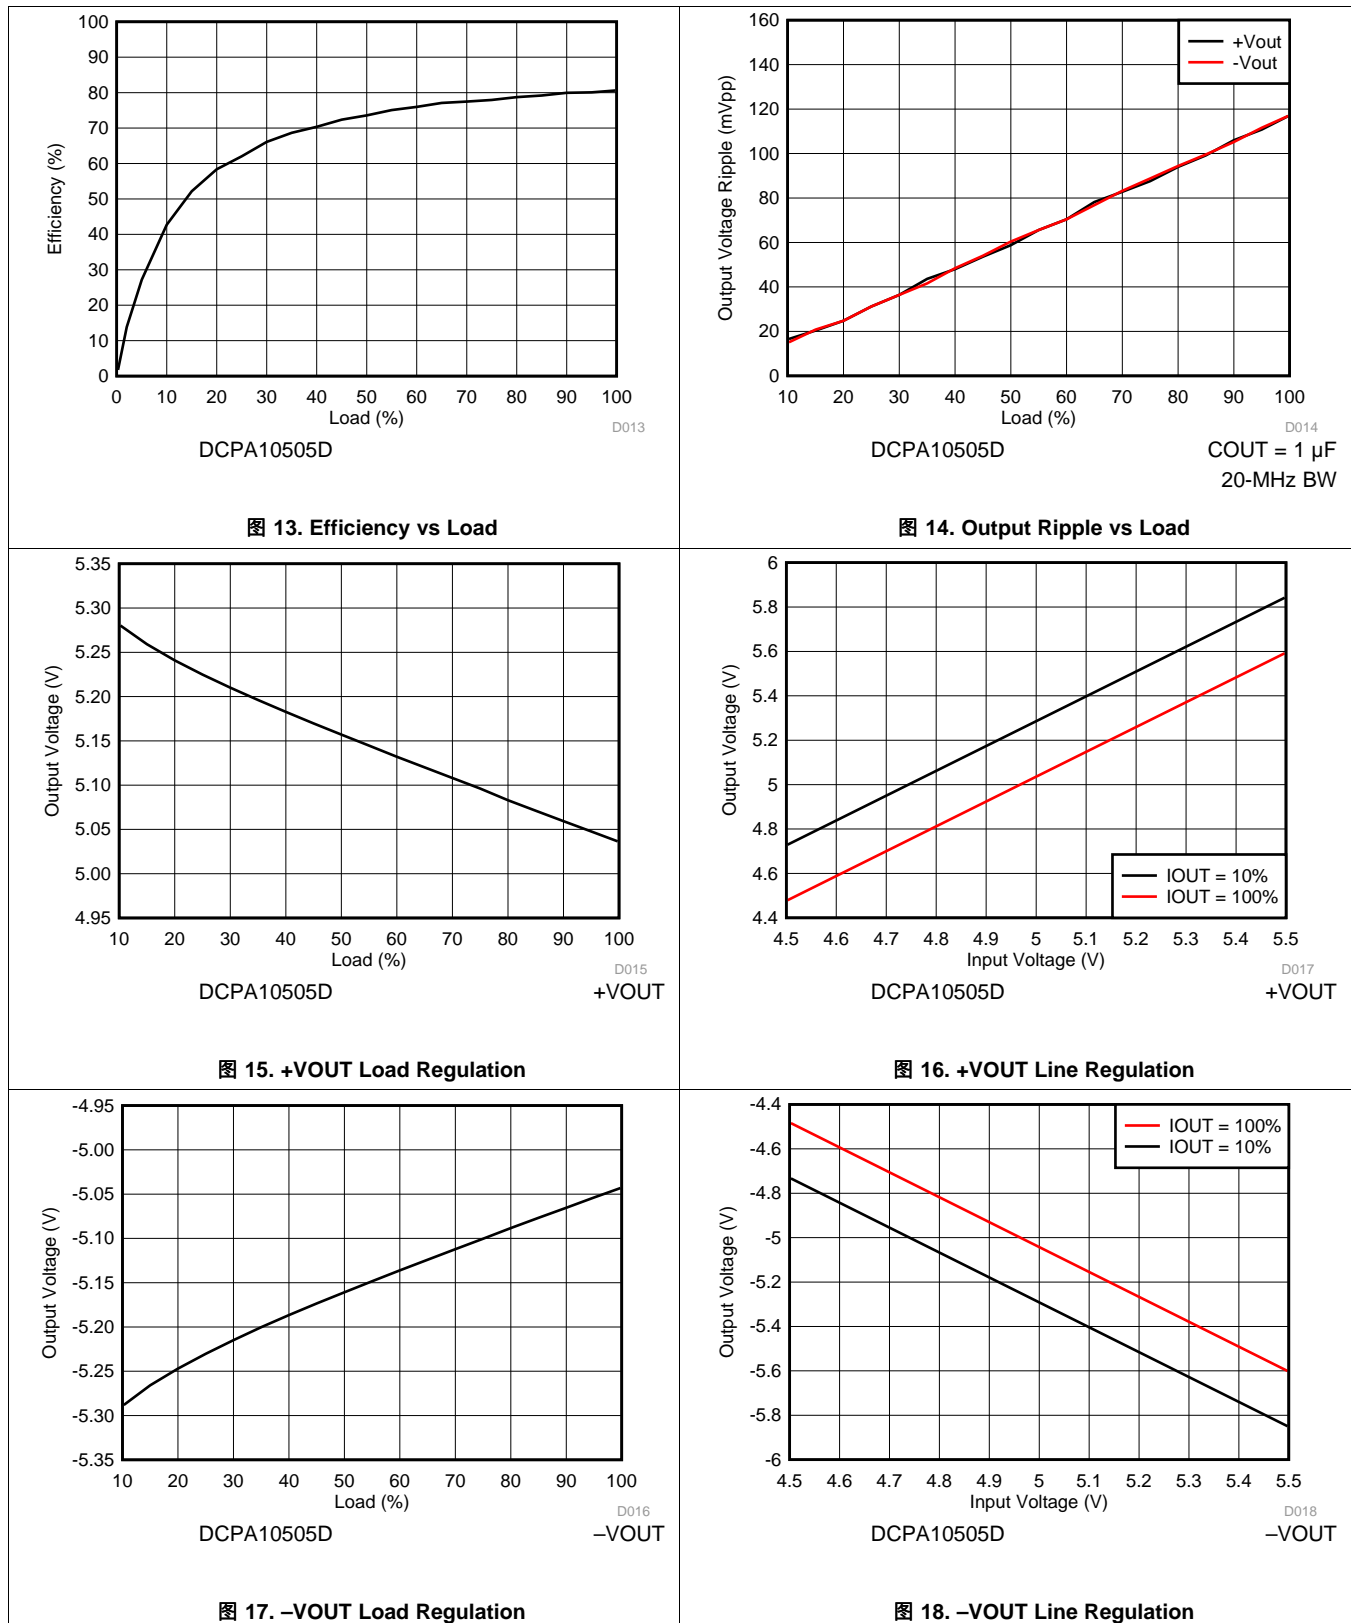 100
90
80
70
60
50
40
30
20
10
0
Efficiency (%)
0 10 20 30 40 50 60 70 80 90 100
Load (%)
D013
DCPA10505D
图 13. Efficiency vs Load
160
140
120
100
80
60
40
20
0
Output Voltage Ripple (mVpp)
+Vout
-Vout
10 20 30 40 50 60 70 80 90 100
Load (%)
D014
DCPA10505D
COUT = 1 μF
20-MHz BW
图 14. Output Ripple vs Load
5.35
5.30
5.25
5.20
5.15
5.10
5.05
5.00
4.95
Output Voltage (V)
10 20 30 40 50 60 70 80 90 100
Load (%)
D015
DCPA10505D
+VOUT
图 15. +VOUT Load Regulation
6
5.8
5.6
5.4
5.2
5
4.8
4.6
4.4
Output Voltage (V)
IOUT = 10%
IOUT = 100%
4.5 4.6 4.7 4.8 4.9 5 5.1 5.2 5.3 5.4 5.5
Input Voltage (V)
D017
DCPA10505D
+VOUT
图 16. +VOUT Line Regulation
-4.95
-5.00
-5.05
-5.10
-5.15
-5.20
-5.25
-5.30
-5.35
Output Voltage (V)
10 20 30 40 50 60 70 80 90 100
Load (%)
D016
DCPA10505D
–VOUT
图 17. –VOUT Load Regulation
-4.4
-4.6
-4.8
-5
-5.2
-5.4
-5.6
-5.8
-6
Output Voltage (V)
IOUT = 100%
IOUT = 10%
4.5 4.6 4.7 4.8 4.9 5 5.1 5.2 5.3 5.4 5.5
Input Voltage (V)
D018
DCPA10505D
–VOUT
图 18. –VOUT Line Regulation